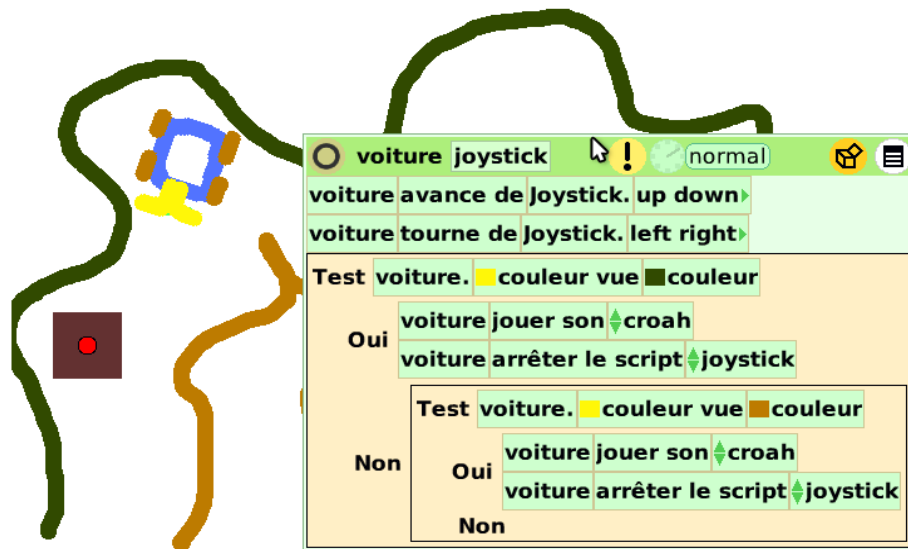 voiture joystick ! normal
voiture avance de Joystick. up down
voiture tourne de Joystick. left right
Test voiture. couleur vue couleur
Oui
voiture jouer son croah
voiture arrêter le script joystick
Non
Test voiture. couleur vue couleur
Oui
voiture jouer son croah
voiture arrêter le script joystick
Non